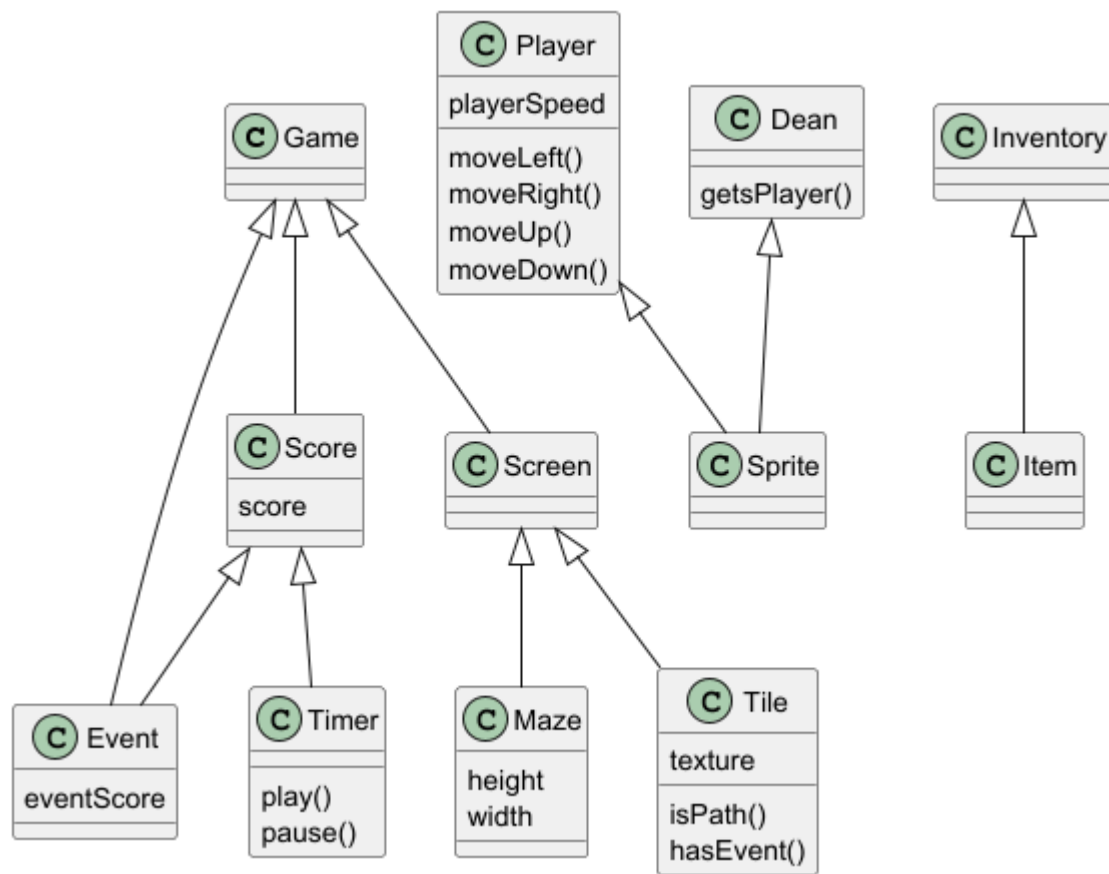 C Game
C Player
playerSpeed
moveLeft()
moveRight()
moveUp()
moveDown()
C Dean
getsPlayer()
C Inventory
C Score
score
C Screen
C Sprite
C Item
C Event
eventScore
C Timer
play()
pause()
C Maze
height
width
C Tile
texture
isPath()
hasEvent()